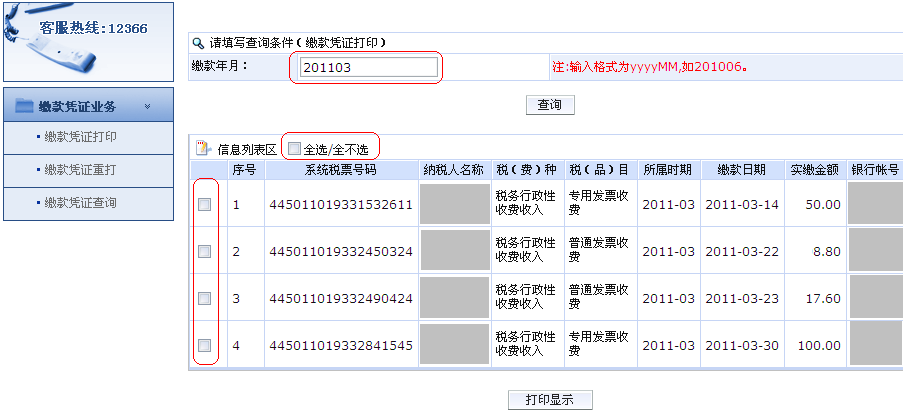 客服热线:12366
缴款凭证业务
缴款凭证打印
缴款凭证重打
缴款凭证查询
请填写查询条件(缴款凭证打印)
缴款年月: 201103 注:输入格式为yyyyMM,如201006。
查询
信息列表区 全选/全不选
序号 系统税票号码 纳税人名称 税(费)种 税(品)目 所属时期 缴款日期 实缴金额 银行帐号
1 445011019331532611 税务行政性收费收入 专用发票收费 2011-03 2011-03-14 50.00
2 445011019332450324 税务行政性收费收入 普通发票收费 2011-03 2011-03-22 8.80
3 445011019332490424 税务行政性收费收入 普通发票收费 2011-03 2011-03-23 17.60
4 445011019332841545 税务行政性收费收入 专用发票收费 2011-03 2011-03-30 100.00
打印显示